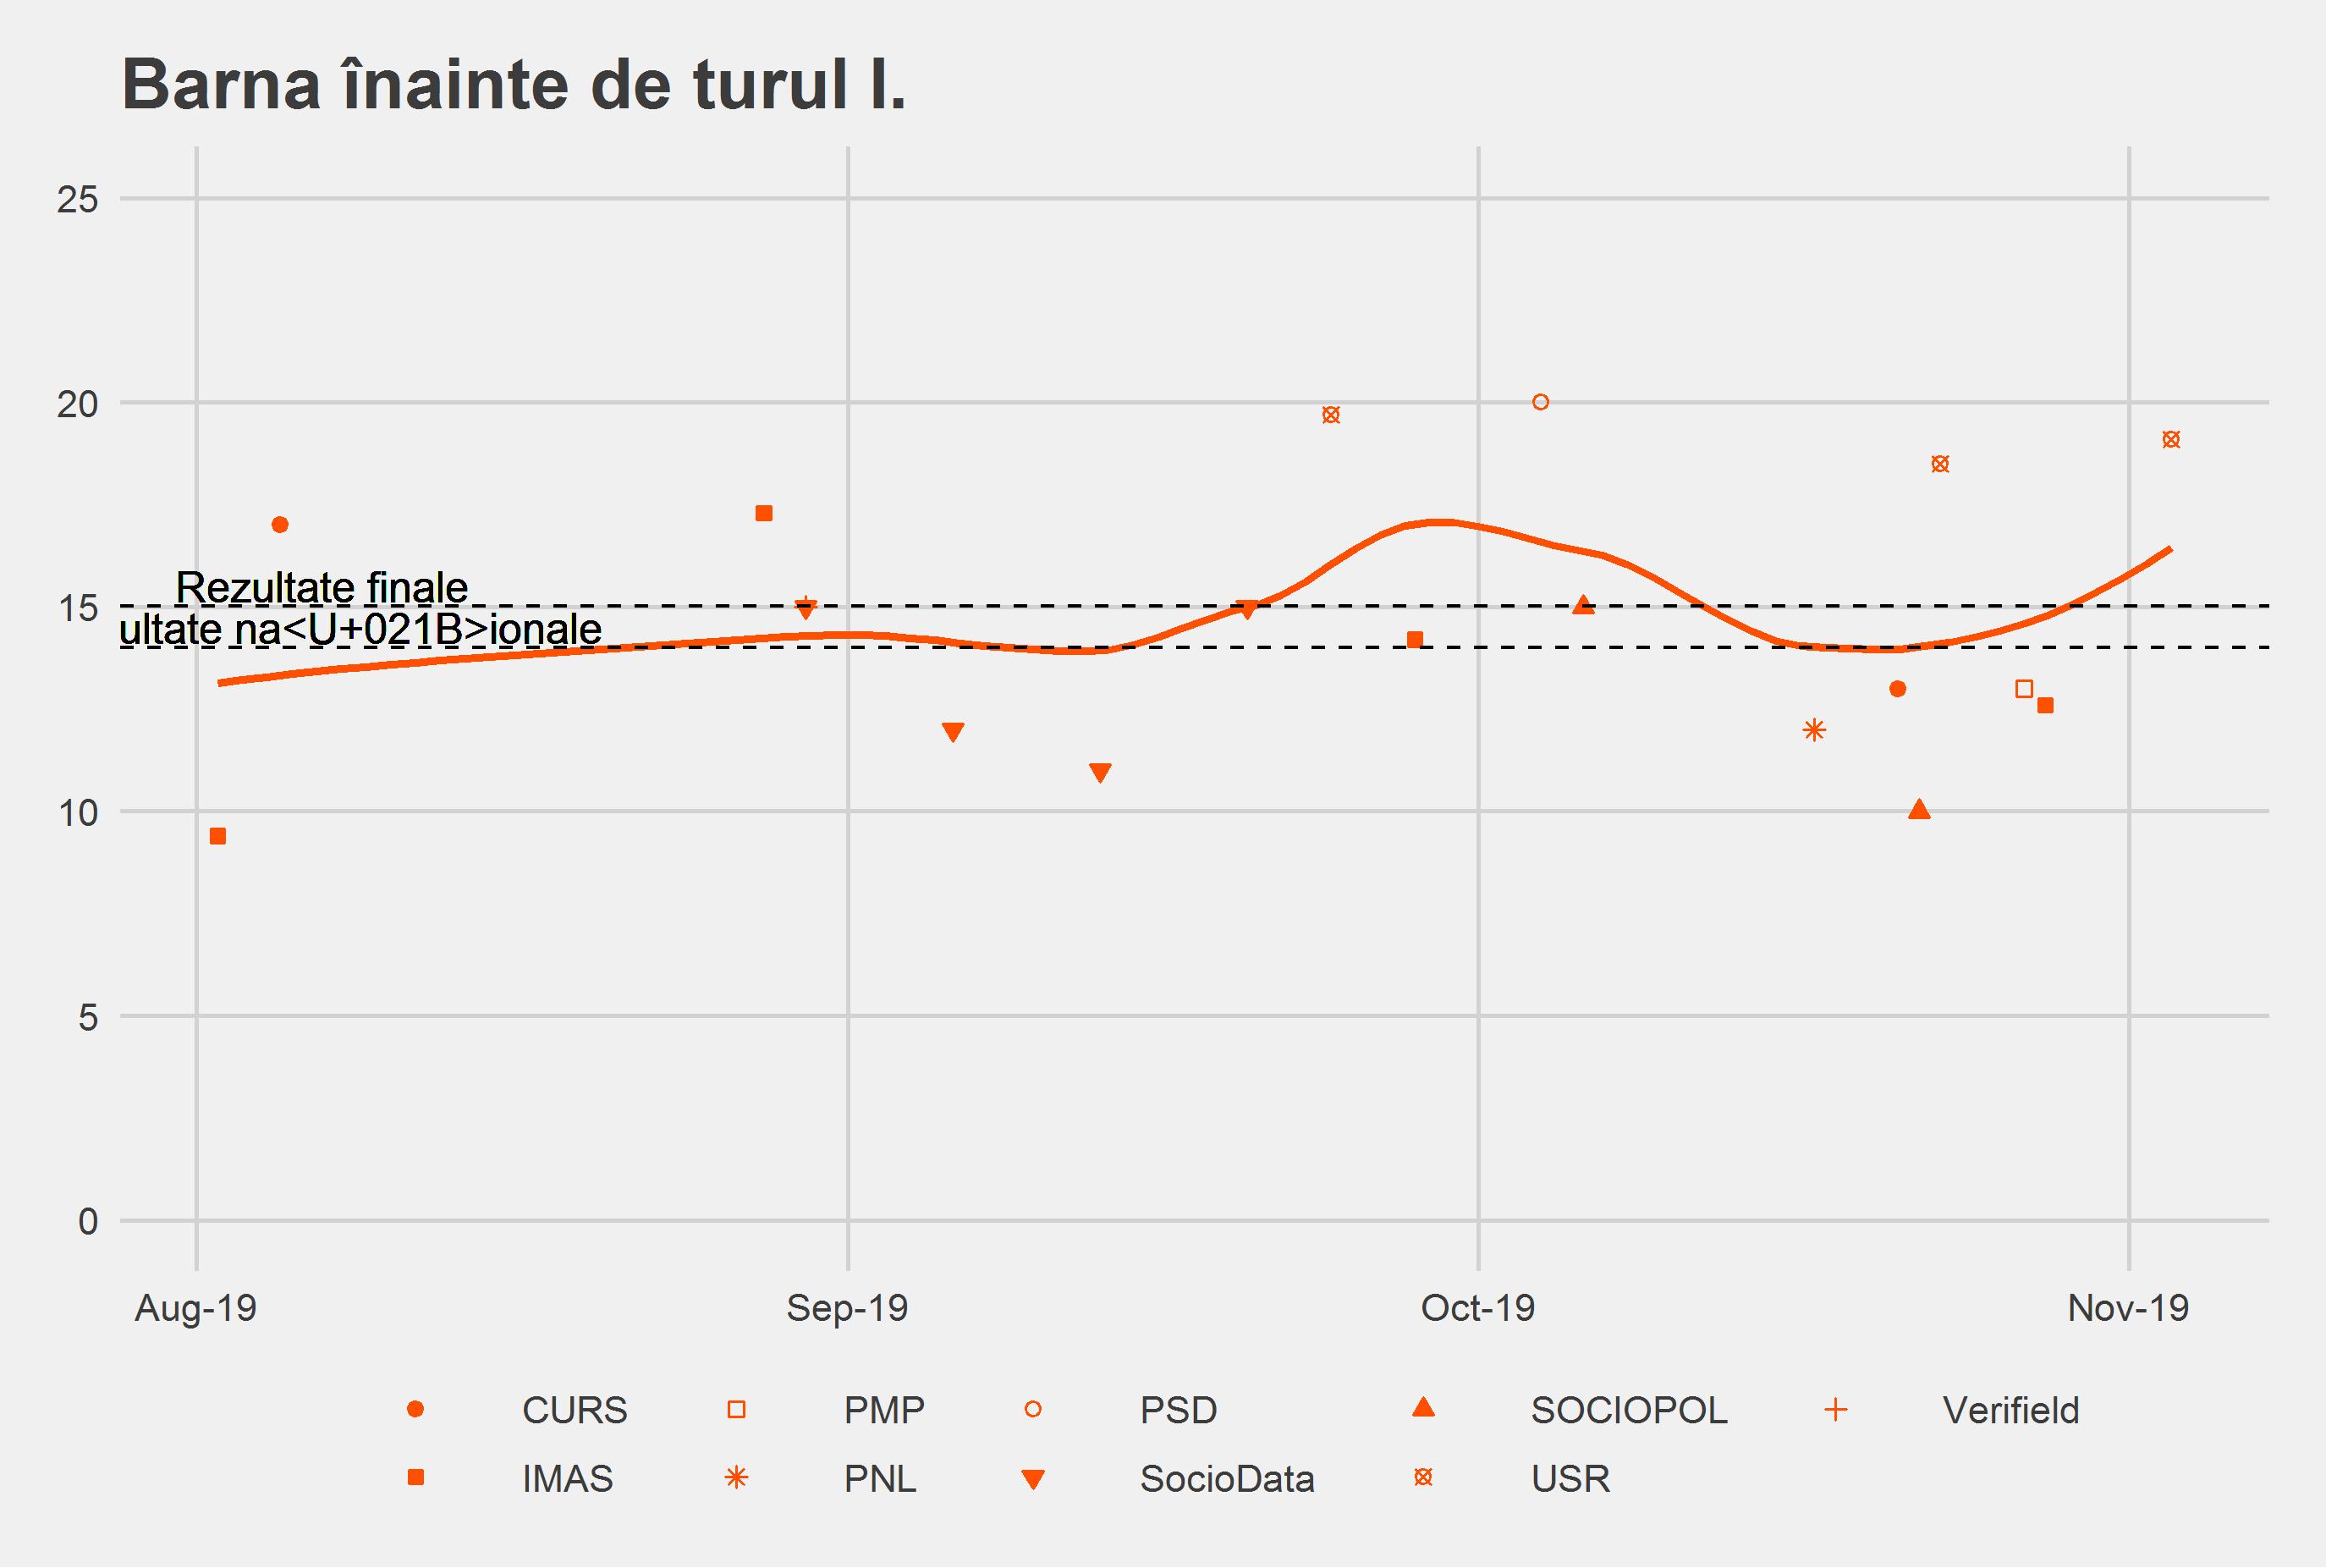 Barna înainte de turul I.
25
20
Rezultate finale
15
ultate na<U+021B>ionale
10
5
0
Aug-19 Sep-19 Oct-19 Nov-19
CURS PMP PSD SOCIOPOL Verifield
IMAS PNL SocioData USR